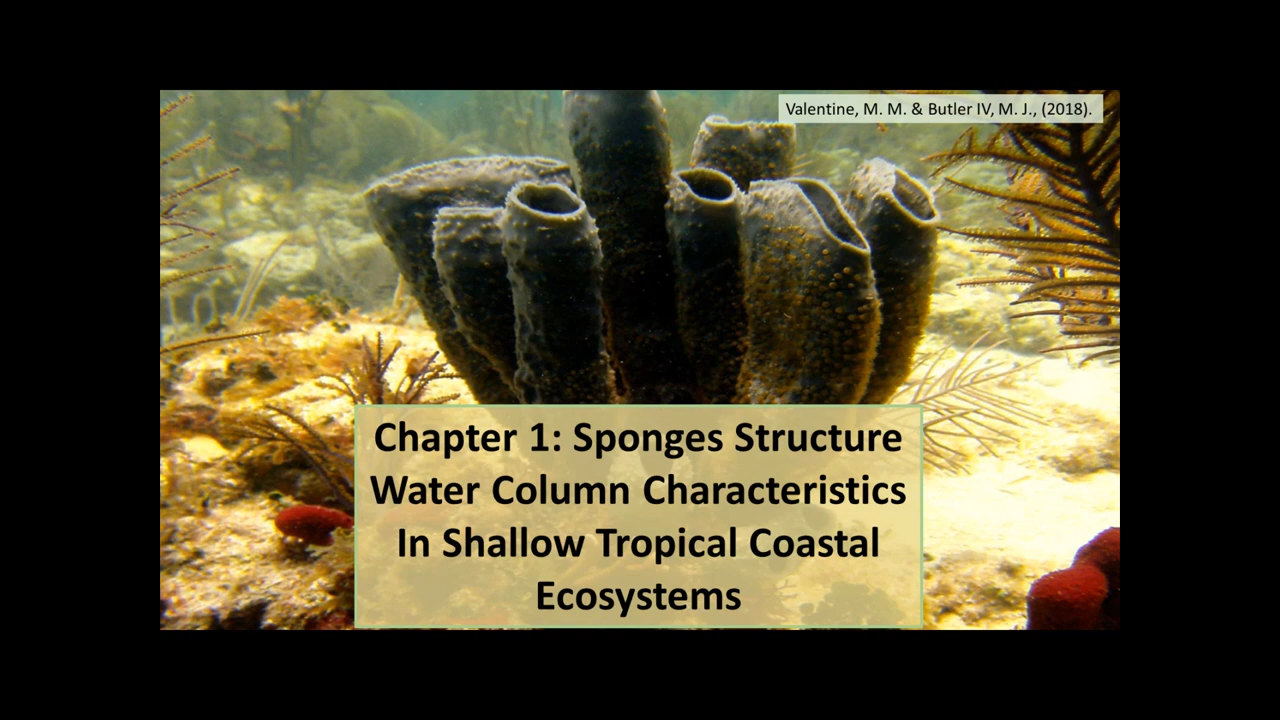 Valentine, M. M. & Butler IV, M. J., (2018).
Chapter 1: Sponges Structure
Water Column Characteristics
In Shallow Tropical Coastal
Ecosystems